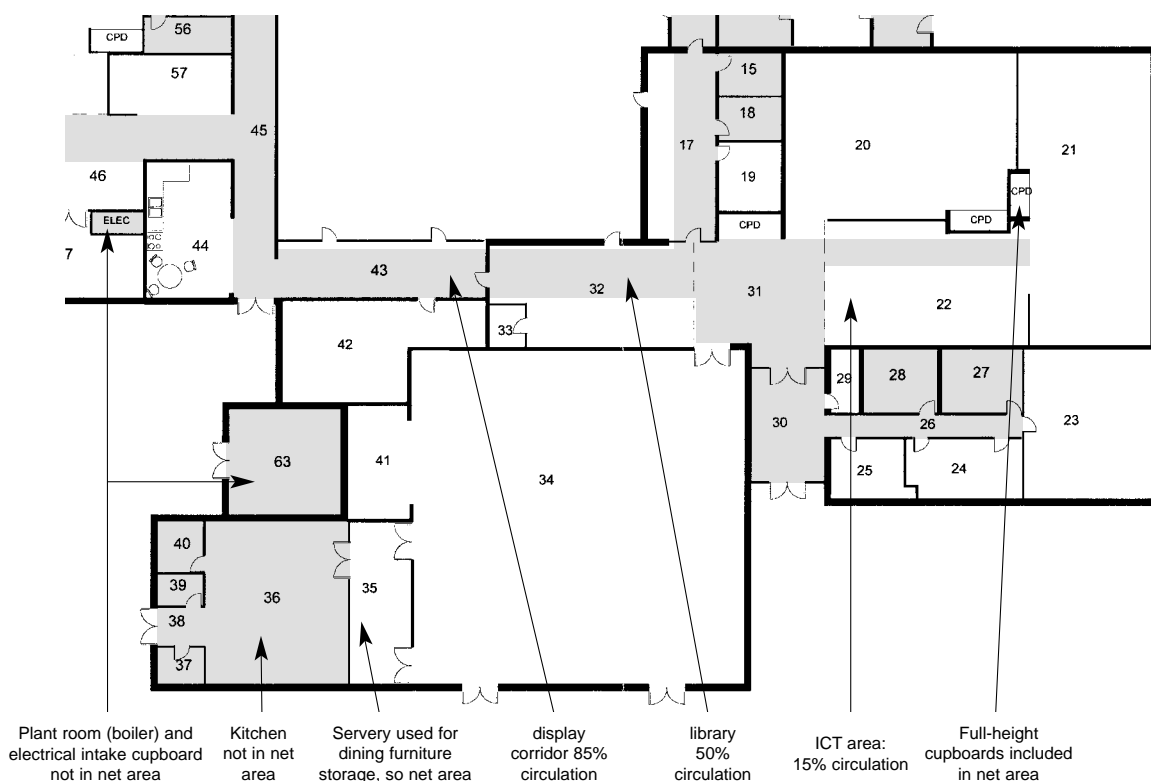 56
CPD
57
15
18
45
17
20
21
46
19
CPD
ELEC
CPD
CPD
7
44
43
32
31
22
33
42
29
28
27
30
26
23
63
41
34
25
24
40
39
36
35
38
37
Plant room (boiler) and
electrical intake cupboard
not in net area
Kitchen
not in net
area
Servery used for
dining furniture
storage, so net area
display
corridor 85%
circulation
library
50%
circulation
ICT area:
15% circulation
Full-height
cupboards included
in net area